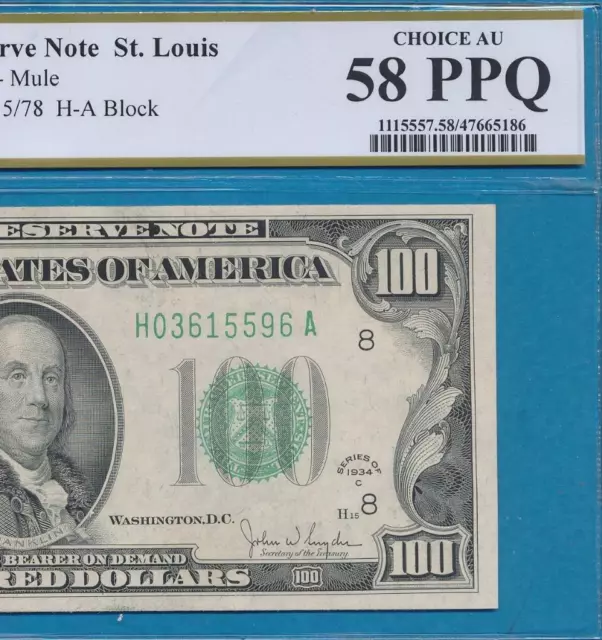 rve Note St. Louis
- Mule
5/78 H-A Block
CHOICE AU
58 PPQ
1115557.58/47665186
ESERVE NOTE
TATES OF AMERICA
100
H03615596 A
8
100
SERIES OF
1934
C
H15 8
WASHINGTON, D.C.
John W Snyder
Secretary of the Treasury.
ANKLIN
BEARER ON DEMAND
RED DOLLARS
100
100